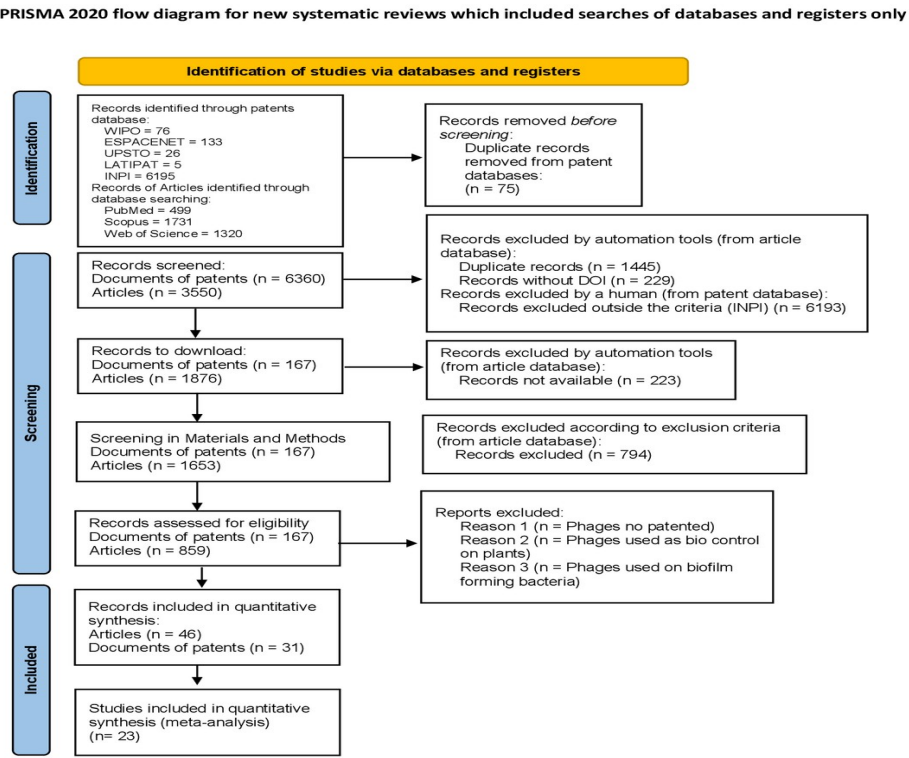 PRISMA 2020 flow diagram for new systematic reviews which included searches of databases and registers only
Identification of studies via databases and registers
Identification
Records identified through patents
database:
WIPO = 76
ESPACENET = 133
UPSTO = 26
LATIPAT = 5
INPI = 6195
Records of Articles identified through
database searching:
PubMed = 499
Scopus = 1731
Web of Science = 1320
Records removed before
screening:
Duplicate records
removed from patent
databases:
(n = 75)
Screening
Records screened:
Documents of patents (n = 6360)
Articles (n = 3550)
Records excluded by automation tools (from article
database):
Duplicate records (n = 1445)
Records without DOI (n = 229)
Records excluded by a human (from patent database):
Records excluded outside the criteria (INPI) (n = 6193)
Records to download:
Documents of patents (n = 167)
Articles (n = 1876)
Records excluded by automation tools
(from article database):
Records not available (n = 223)
Screening in Materials and Methods
Documents of patents (n = 167)
Articles (n = 1653)
Records excluded according to exclusion criteria
(from article database):
Records excluded (n = 794)
Records assessed for eligibility
Documents of patents (n = 167)
Articles (n = 859)
Reports excluded:
Reason 1 (n = Phages no patented)
Reason 2 (n = Phages used as bio control
on plants)
Reason 3 (n = Phages used on biofilm
forming bacteria)
Included
Records included in quantitative
synthesis:
Articles (n = 46)
Documents of patents (n = 31)
Studies included in quantitative
synthesis (meta-analysis)
(n= 23)